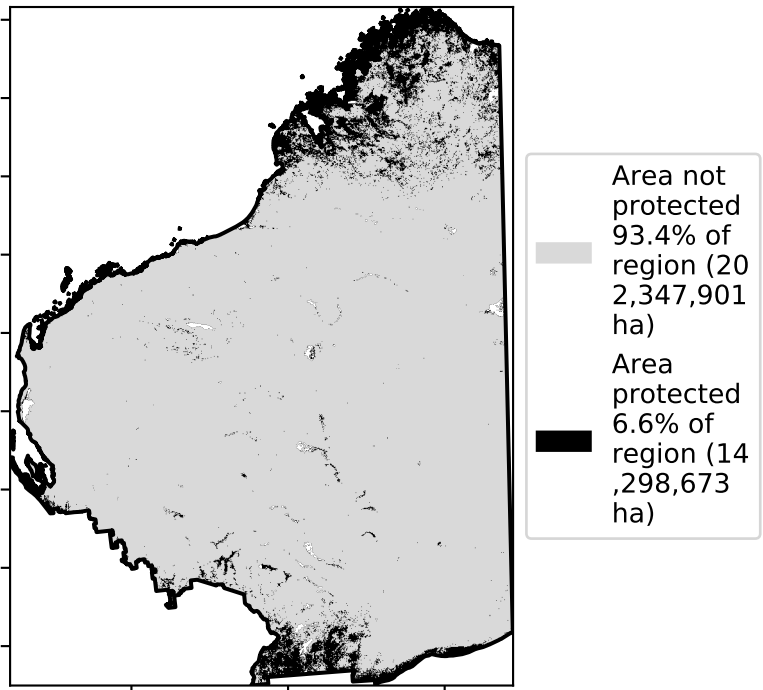 Area not
protected
93.4% of
region (20
2,347,901
ha)
Area
protected
6.6% of
region (14
,298,673
ha)